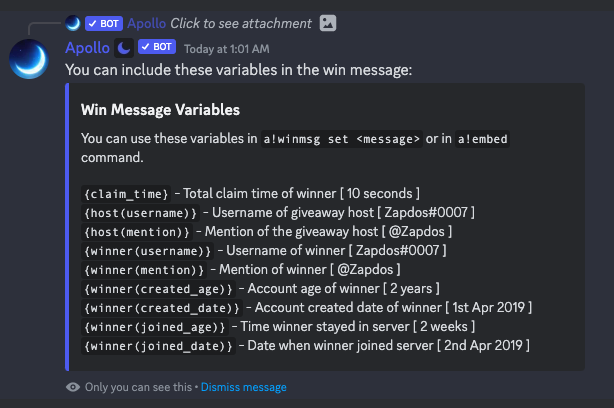 ✓ BOT Apollo Click to see attachment
Apollo ✓ BOT Today at 1:01 AM
You can include these variables in the win message:
Win Message Variables
You can use these variables in a!winmsg set <message> or in a!embed
command.
{claim_time} - Total claim time of winner [ 10 seconds ]
{host(username)} - Username of giveaway host [ Zapdos#0007 ]
{host(mention)} - Mention of the giveaway host [ @Zapdos ]
{winner(username)} - Username of winner [ Zapdos#0007 ]
{winner(mention)} - Mention of winner [ @Zapdos ]
{winner(created_age)} - Account age of winner [ 2 years ]
{winner(created_date)} - Account created date of winner [ 1st Apr 2019 ]
{winner(joined_age)} - Time winner stayed in server [ 2 weeks ]
{winner(joined_date)} - Date when winner joined server [ 2nd Apr 2019 ]
Only you can see this • Dismiss message